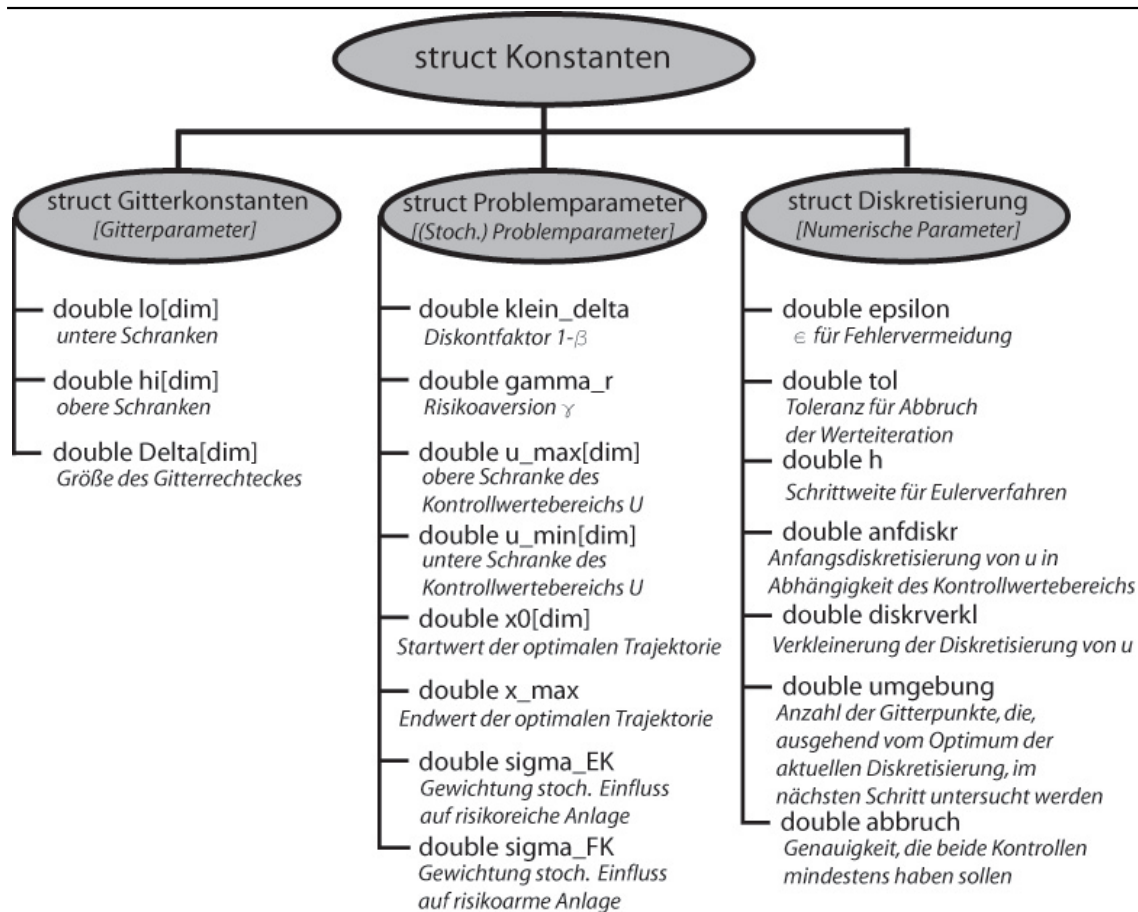 struct Konstanten
struct Gitterkonstanten
[Gitterparameter]
double lo[dim]
untere Schranken
double hi[dim]
obere Schranken
double Delta[dim]
Größe des Gitterrechteckes
struct Problemparameter
[(Stoch.) Problemparameter]
double klein_delta
Diskontfaktor 1-β
double gamma_r
Risikoaversion γ
double u_max[dim]
obere Schranke des
Kontrollwertebereichs U
double u_min[dim]
untere Schranke des
Kontrollwertebereichs U
double x0[dim]
Startwert der optimalen Trajektorie
double x_max
Endwert der optimalen Trajektorie
double sigma_EK
Gewichtung stoch. Einfluss
auf risikoreiche Anlage
double sigma_FK
Gewichtung stoch. Einfluss
auf risikoarme Anlage
struct Diskretisierung
[Numerische Parameter]
double epsilon
ϵ für Fehlervermeidung
double tol
Toleranz für Abbruch
der Werteiteration
double h
Schrittweite für Eulerverfahren
double anfdiskr
Anfangsdiskretisierung von u in
Abhängigkeit des Kontrollwertebereichs
double diskrverkl
Verkleinerung der Diskretisierung von u
double umgebung
Anzahl der Gitterpunkte, die,
ausgehend vom Optimum der
aktuellen Diskretisierung, im
nächsten Schritt untersucht werden
double abbruch
Genauigkeit, die beide Kontrollen
mindestens haben sollen